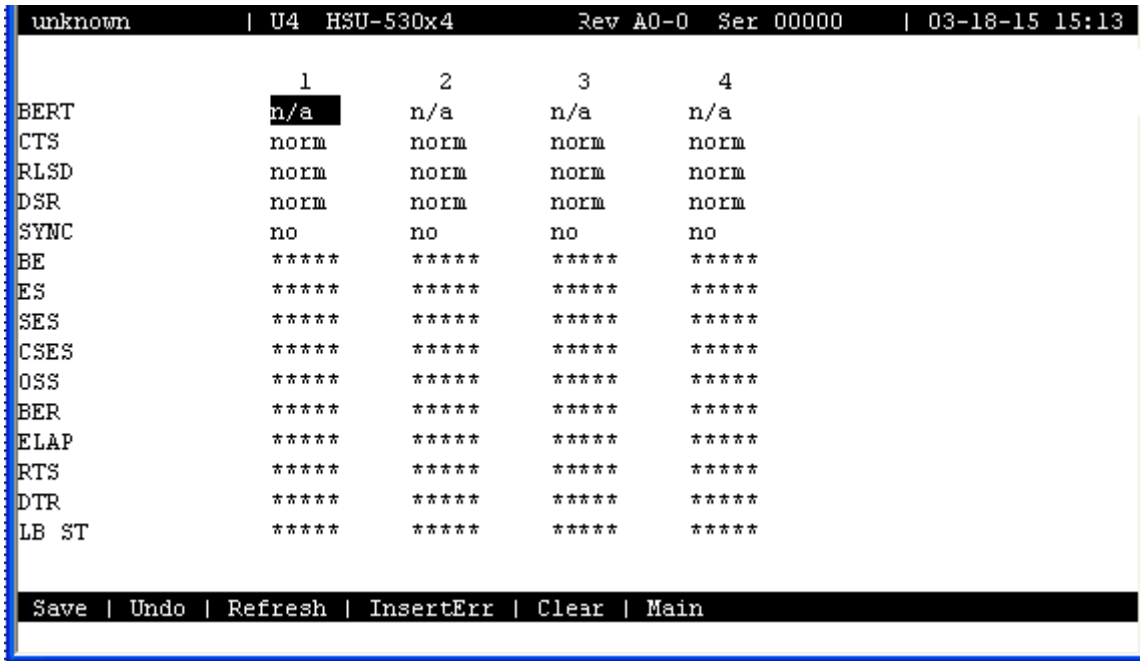 unknown | U4 HSU-530x4 Rev A0-0 Ser 00000 | 03-18-15 15:13
1 2 3 4
BERT n/a n/a n/a n/a
CTS norm norm norm norm
RLSD norm norm norm norm
DSR norm norm norm norm
SYNC no no no no
BE ***** ***** ***** *****
ES ***** ***** ***** *****
SES ***** ***** ***** *****
CSES ***** ***** ***** *****
OSS ***** ***** ***** *****
BER ***** ***** ***** *****
ELAP ***** ***** ***** *****
RTS ***** ***** ***** *****
DTR ***** ***** ***** *****
LB ST ***** ***** ***** *****
Save | Undo | Refresh | InsertErr | Clear | Main